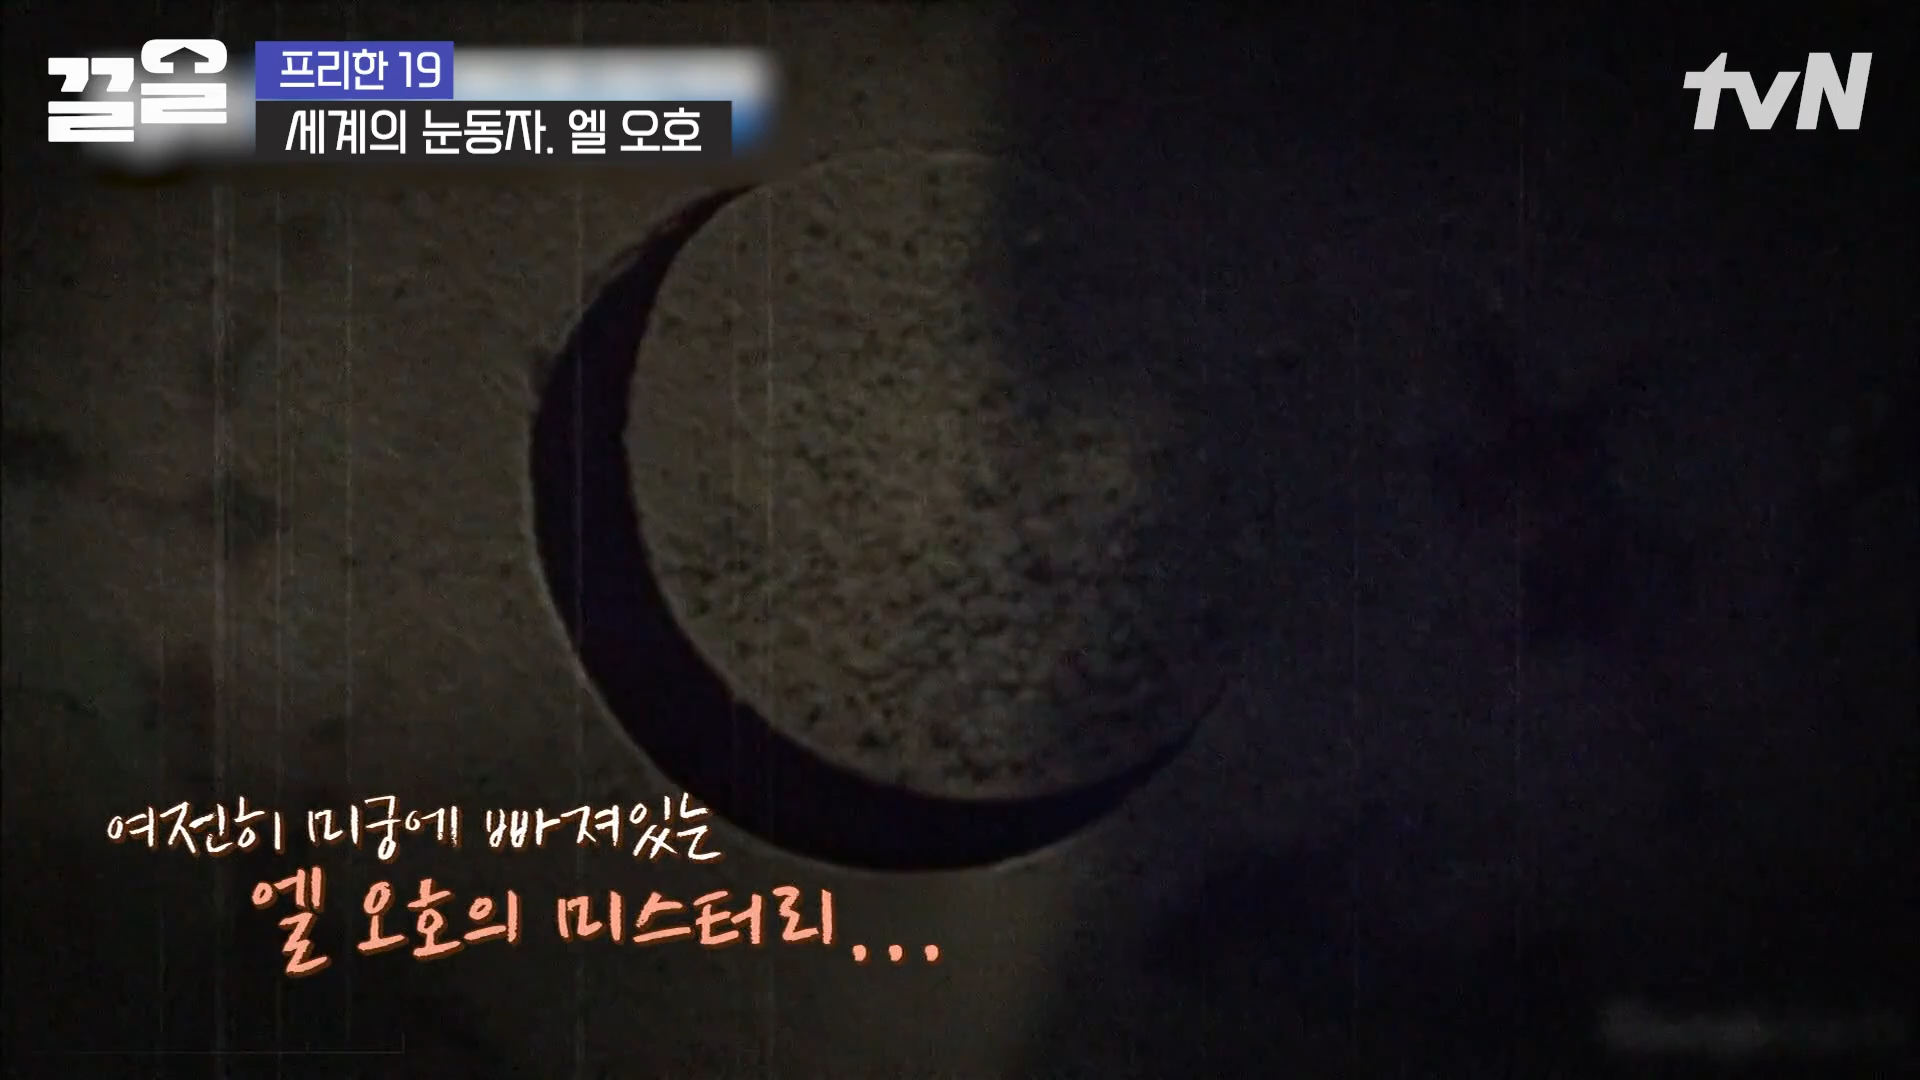 끌올
프리한 19
세계의 눈동자. 엘 오호
tvN
여전히 미궁에 빠져있는
엘 오호의 미스터리...